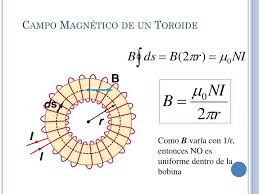 CAMPO MAGNÉTICO DE UN TOROIDE
B∮ ds = B(2πr) = μ₀NI
B
ds
r
I
I
B = μ₀NI / 2πr
Como B varía con 1/r,
entonces NO es
uniforme dentro de la
bobina